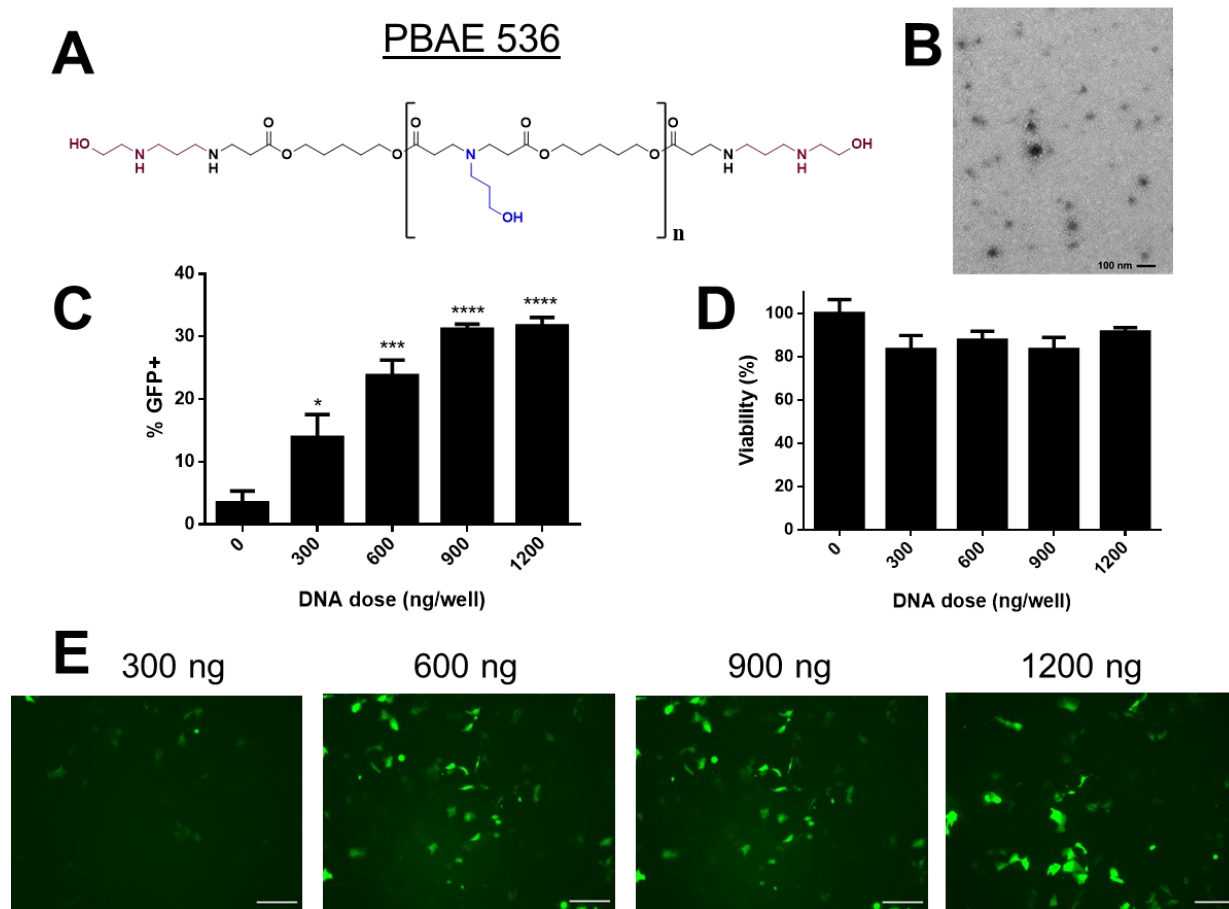 A
PBAE 536
B
HO
N
H
N
H
O
O
O
O
N
OH
O
O
O
O
N
H
N
H
OH
n
100 nm
C
40
30
20
10
0
% GFP+
*
***
****
****
0
300
600
900
1200
DNA dose (ng/well)
D
100
80
60
40
20
0
Viability (%)
0
300
600
900
1200
DNA dose (ng/well)
E
300 ng
600 ng
900 ng
1200 ng